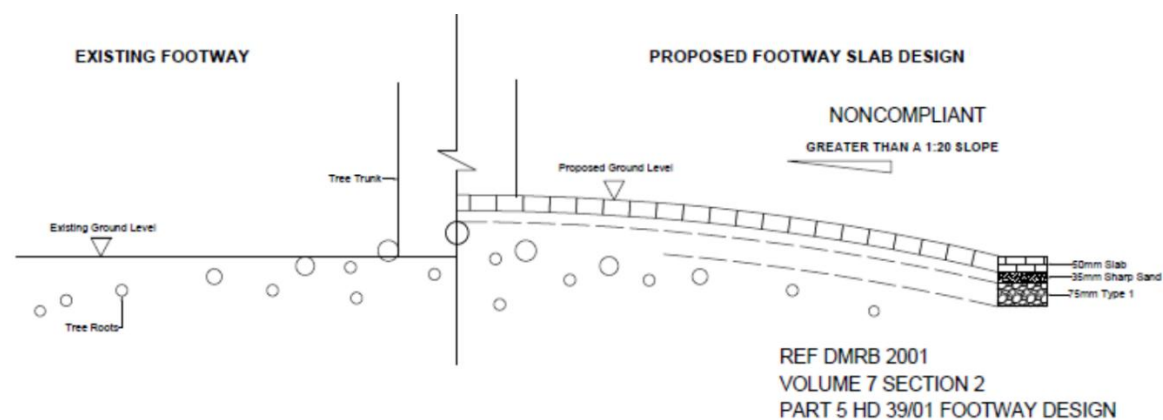 EXISTING FOOTWAY
PROPOSED FOOTWAY SLAB DESIGN
NONCOMPLIANT
GREATER THAN A 1:20 SLOPE
Proposed Ground Level
Tree Trunk
Existing Ground Level
50mm Slab
35mm Sharp Sand
75mm Type 1
Tree Roots
REF DMRB 2001
VOLUME 7 SECTION 2
PART 5 HD 39/01 FOOTWAY DESIGN